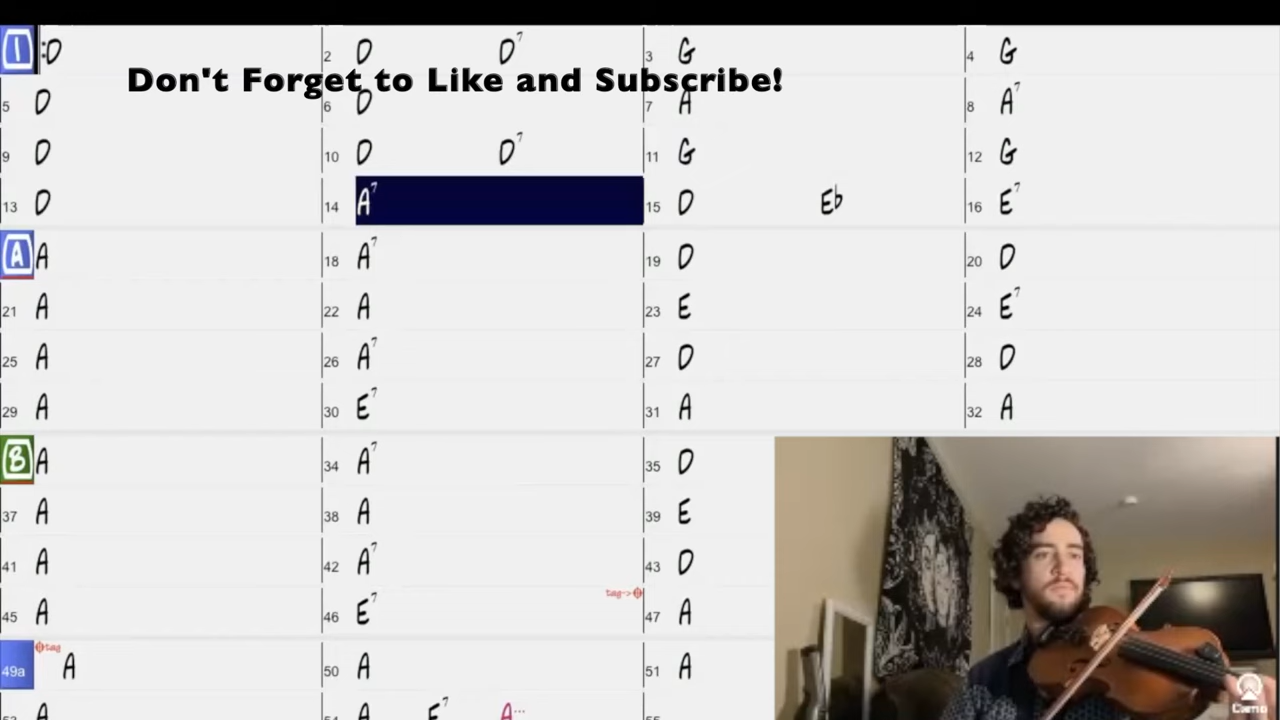 1 :D 2 D D7 3 G 4 G
Don't Forget to Like and Subscribe!
5 D 6 D 7 A 8 A7
9 D 10 D D7 11 G 12 G
13 D 14 A7 15 D E♭ 16 E7
A A 18 A7 19 D 20 D
21 A 22 A 23 E 24 E7
25 A 26 A7 27 D 28 D
29 A 30 E7 31 A 32 A
B A 34 A7 35 D
37 A 38 A 39 E
41 A 42 A7 43 D
tag->
45 A 46 E7 47 A
tag
49a A 50 A 51 A
A E7 A...
Camo